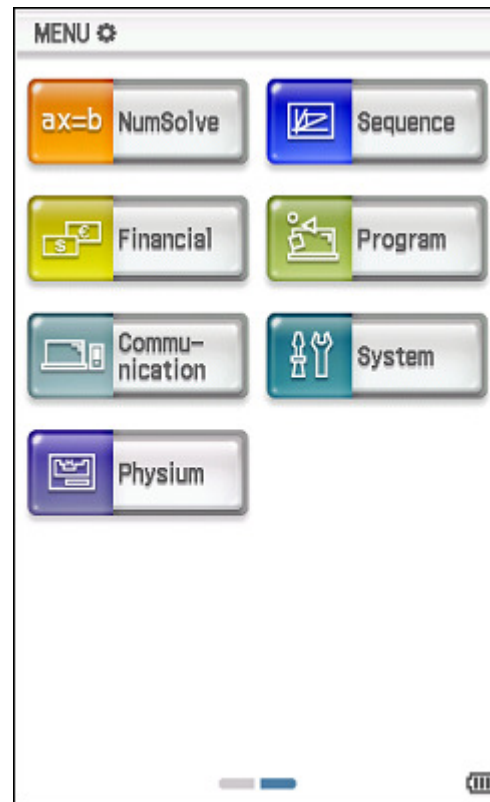 MENU
ax=b NumSolve
Sequence
$ € Financial
Program
Commu-
nication
System
Physium